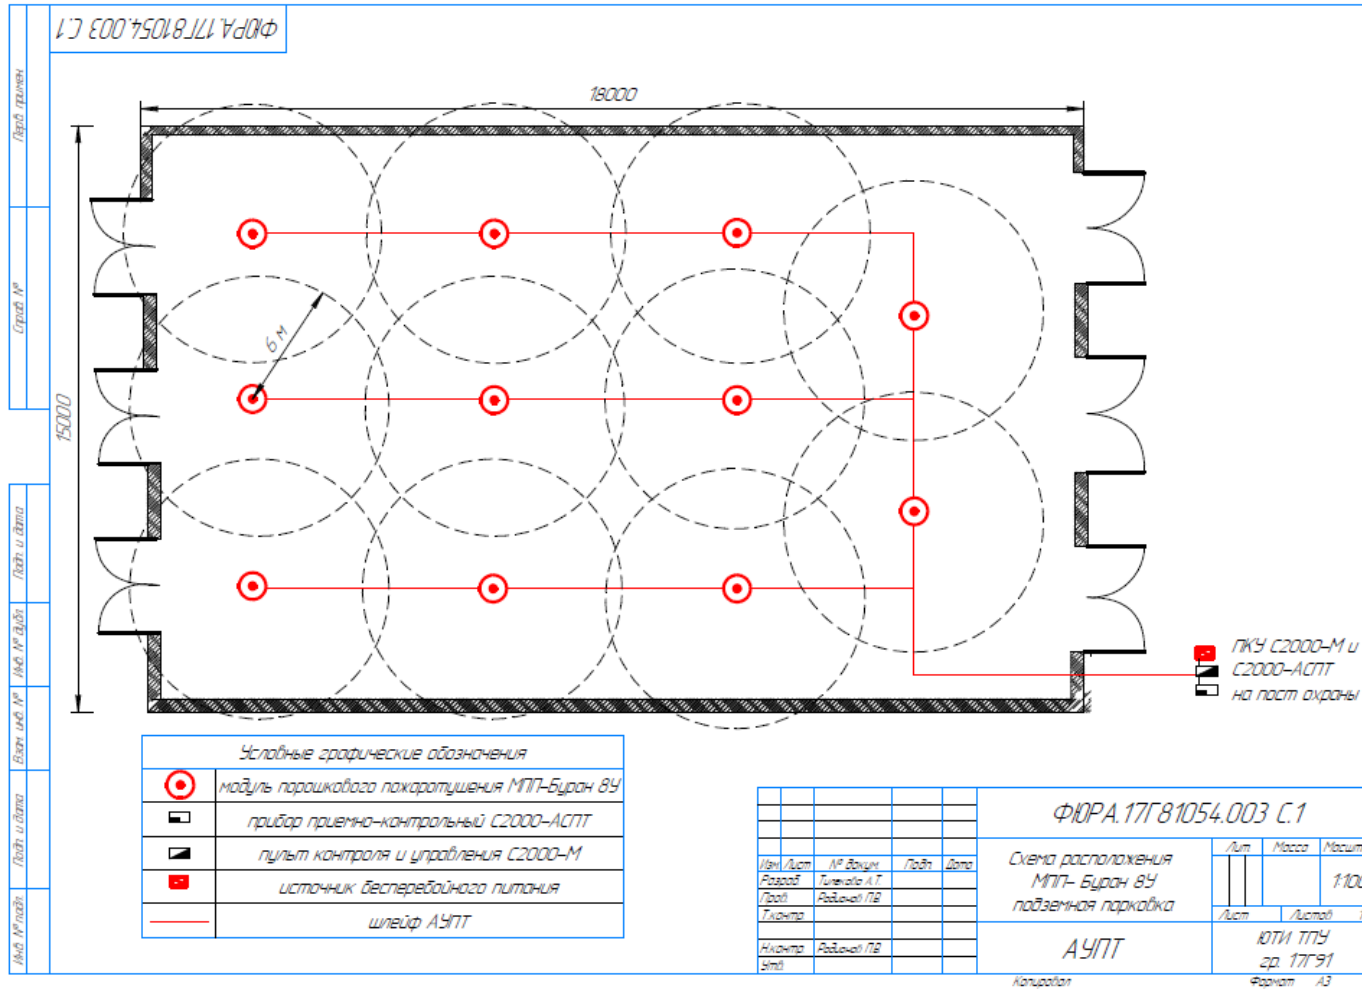 ФЮРА.17Г81054.003 С.1
Перв. примен.
Справ. №
Подп. и дата
Инв. № дубл.
Взам. инв. №
Подп. и дата
Инв. № подл.
18000
15000
6 м
ПКУ С2000-М и
С2000-АСПТ
на пост охраны
Условные графические обозначения
модуль порошкового пожаротушения МПП-Буран 8У
прибор приемно-контрольный С2000-АСПТ
пульт контроля и управления С2000-М
источник бесперебойного питания
шлейф АУПТ
ФЮРА.17Г81054.003 С.1
Изм. Лист № докум. Подп. Дата
Разраб.
Пров. Родионов П.В.
Т.контр.
Н.контр. Родионов П.В.
Утв.
Схема расположения
МПП- Буран 8У
подземная парковка
Лит. Масса
1:100
Лист Листов 1
АУПТ
ЮТИ ТПУ
гр. 17Г91
Копировал Формат А3